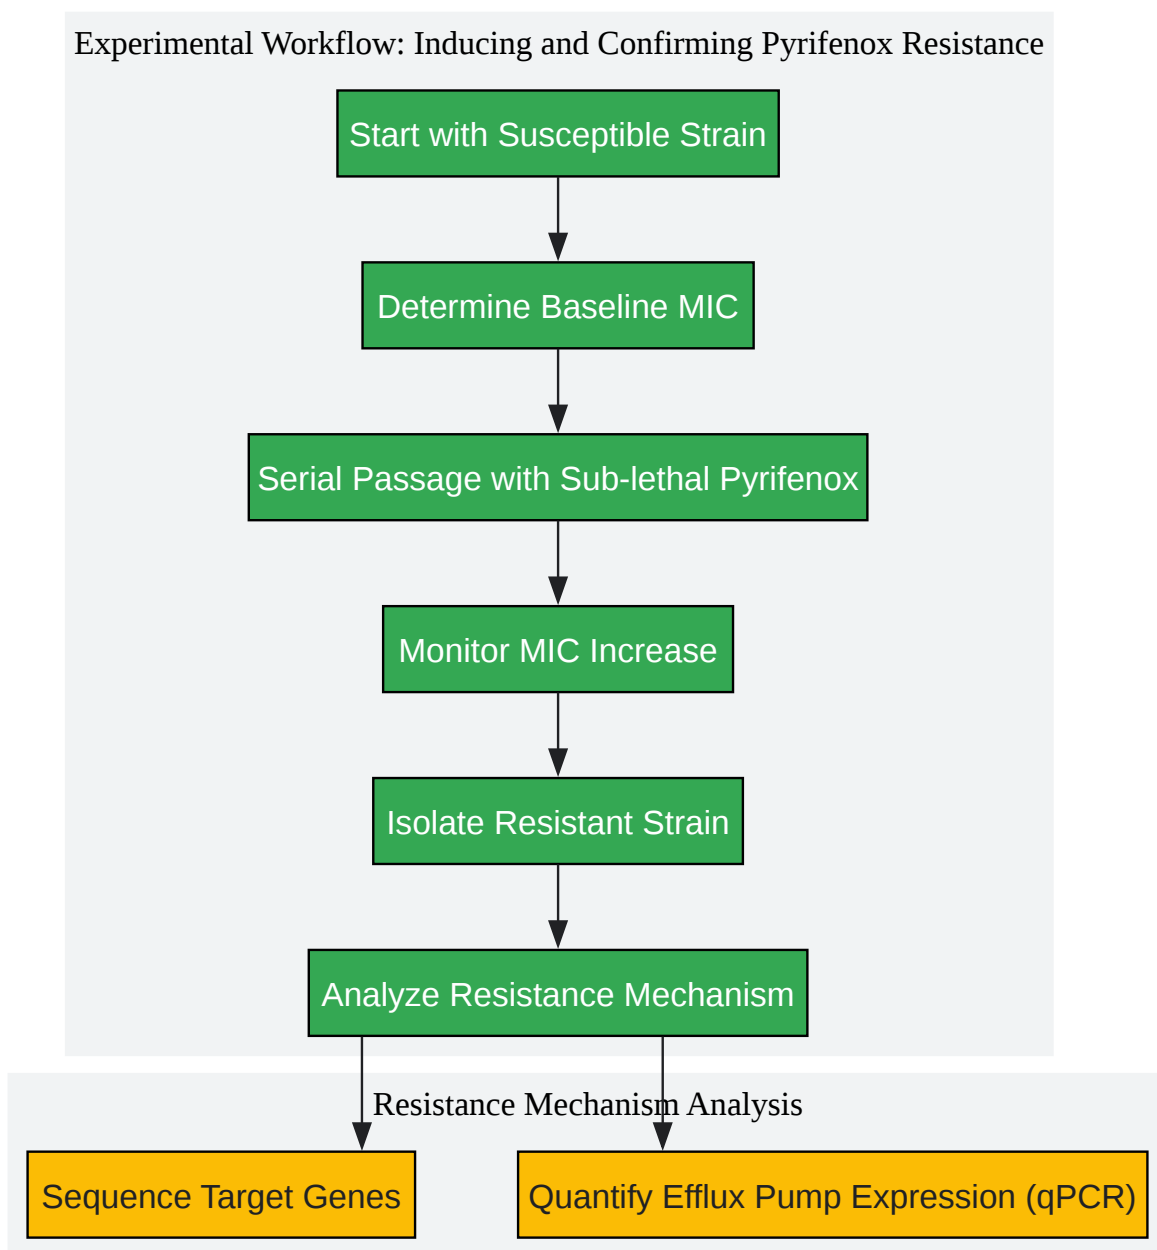 Experimental Workflow: Inducing and Confirming Pyrifenox Resistance
Start with Susceptible Strain
Determine Baseline MIC
Serial Passage with Sub-lethal Pyrifenox
Monitor MIC Increase
Isolate Resistant Strain
Analyze Resistance Mechanism
Resistance Mechanism Analysis
Sequence Target Genes
Quantify Efflux Pump Expression (qPCR)